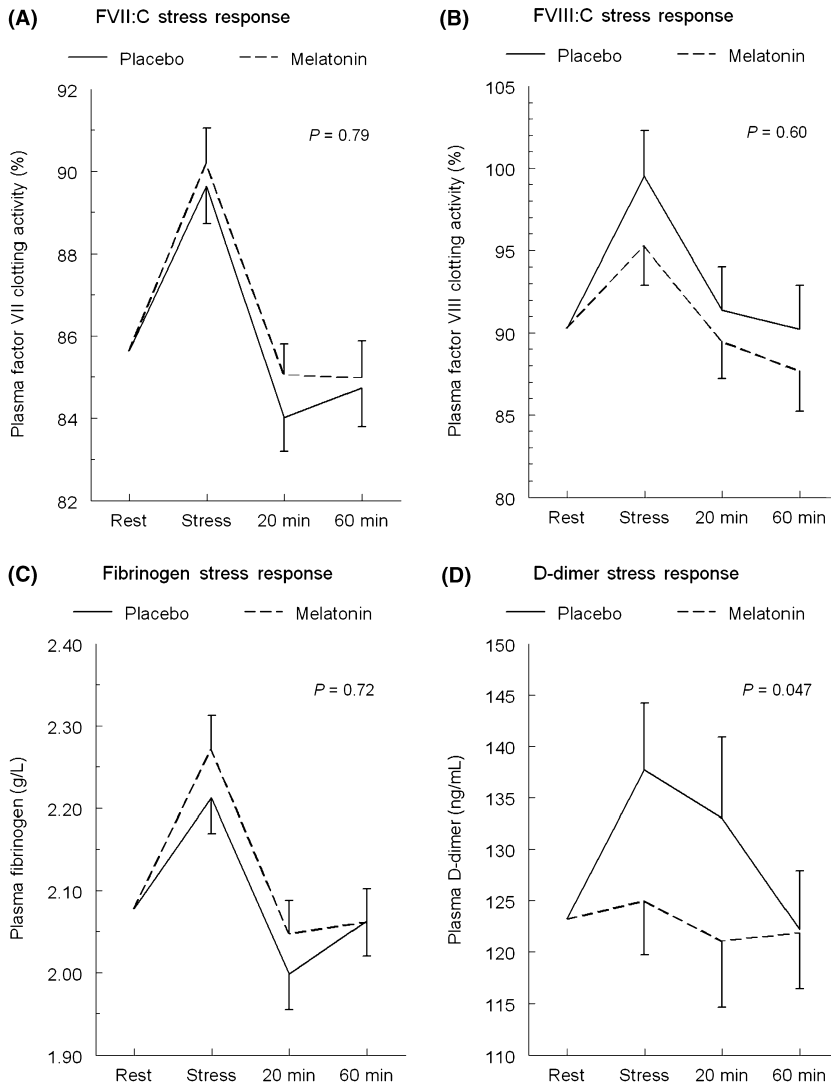 (A) FVII:C stress response
Placebo Melatonin
P = 0.79
Plasma factor VII clotting activity (%)
92
90
88
86
84
82
Rest Stress 20 min 60 min
(B) FVIII:C stress response
Placebo Melatonin
P = 0.60
Plasma factor VIII clotting activity (%)
105
100
95
90
85
80
Rest Stress 20 min 60 min
(C) Fibrinogen stress response
Placebo Melatonin
P = 0.72
Plasma fibrinogen (g/L)
2.40
2.30
2.20
2.10
2.00
1.90
Rest Stress 20 min 60 min
(D) D-dimer stress response
Placebo Melatonin
P = 0.047
Plasma D-dimer (ng/mL)
150
145
140
135
130
125
120
115
110
Rest Stress 20 min 60 min